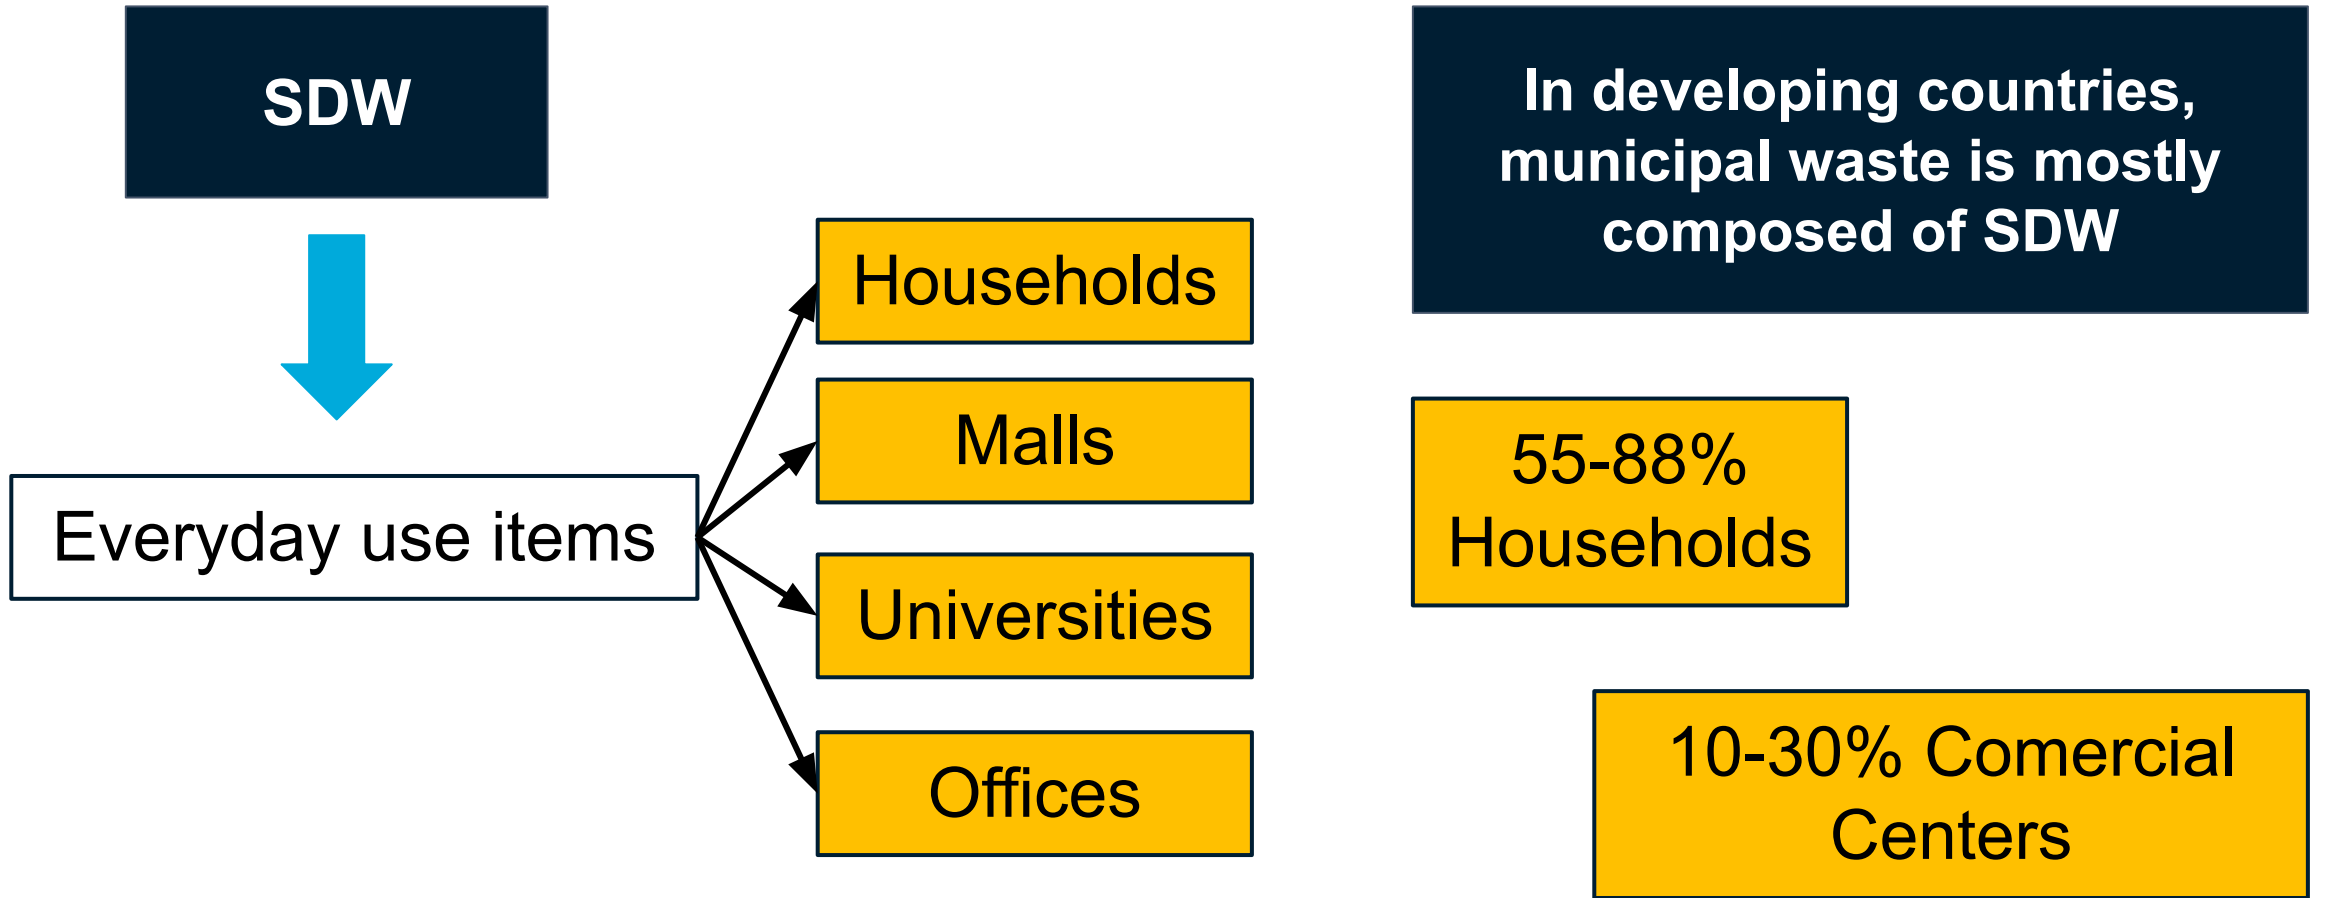 SDW
Everyday use items
Households
Malls
Universities
Offices
In developing countries,
municipal waste is mostly
composed of SDW
55-88%
Households
10-30% Comercial
Centers